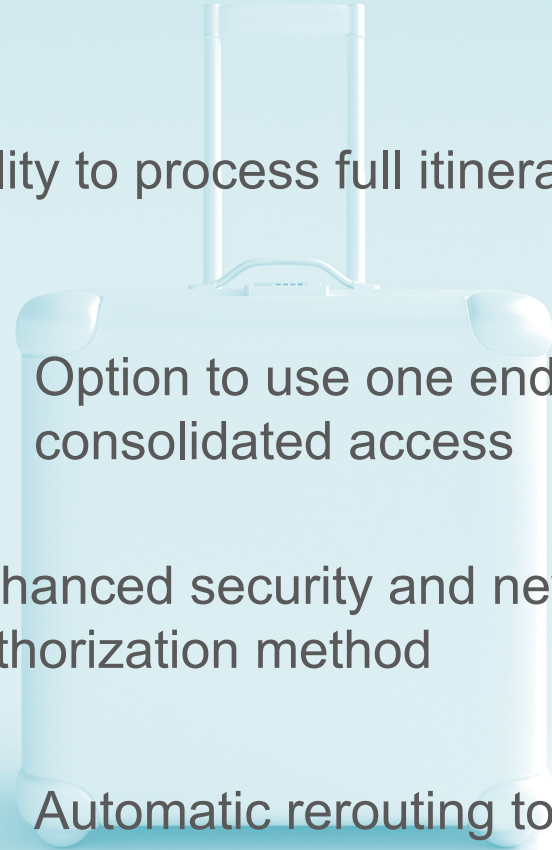 lity to process full itinera
Option to use one end
consolidated access
hanced security and ne
thorization method
Automatic rerouting to